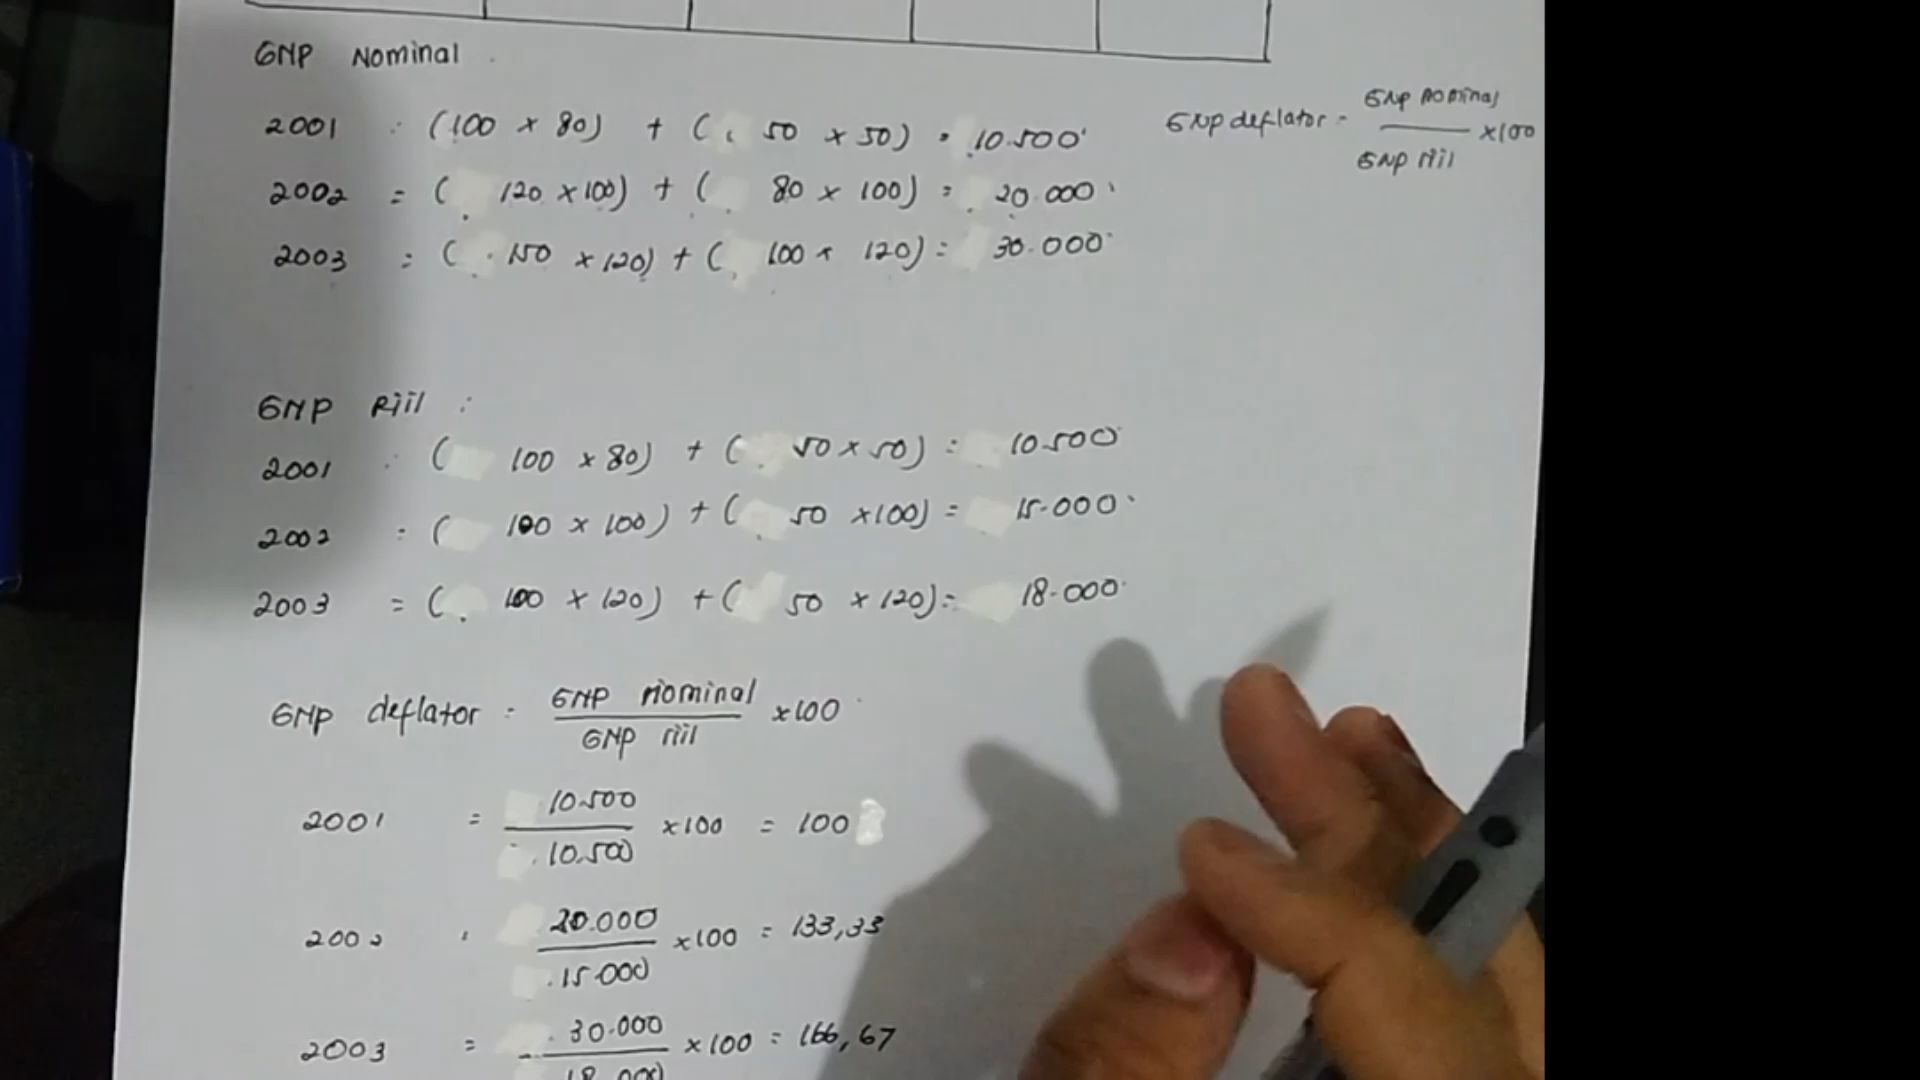 GNP Nominal
2001 : (100 x 80) + ( 50 x 50) = 10.500
GNP deflator = GNP nominal / GNP riil x100
2002 = ( 120 x 100) + ( 80 x 100) = 20.000
2003 = ( 150 x 120) + ( 100 x 120) = 30.000
GNP Riil :
2001 : ( 100 x 80) + ( 50 x 50) = 10.500
2002 = ( 100 x 100) + ( 50 x 100) = 15.000
2003 = ( 100 x 120) + ( 50 x 120) = 18.000
GNP deflator = GNP nominal / GNP riil x100
2001 = 10.500 / 10.500 x100 = 100
2002 : 20.000 / 15.000 x100 = 133,33
2003 = 30.000 / 18.000 x100 = 166,67